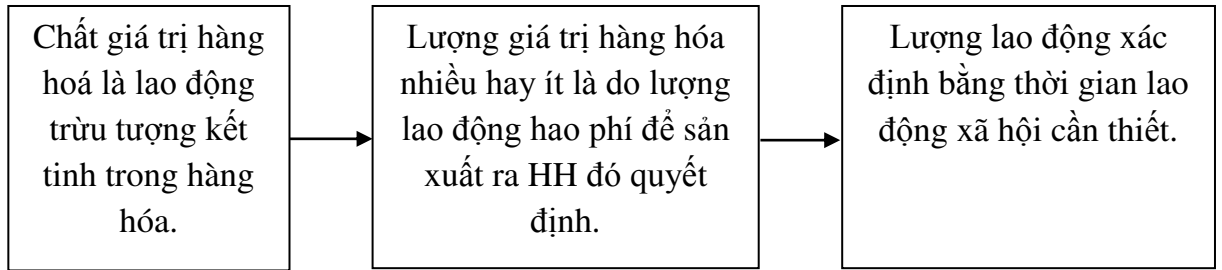 Chất giá trị hàng
hoá là lao động
trừu tượng kết
tinh trong hàng
hóa.
Lượng giá trị hàng hóa
nhiều hay ít là do lượng
lao động hao phí để sản
xuất ra HH đó quyết
định.
Lượng lao động xác
định bằng thời gian lao
động xã hội cần thiết.